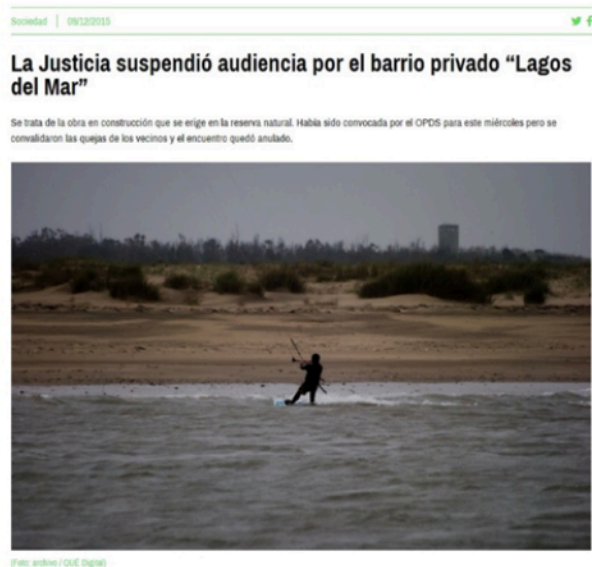 Sociedad | 09/12/2015
La Justicia suspendió audiencia por el barrio privado “Lagos
del Mar”
Se trata de la obra en construcción que se erige en la reserva natural. Había sido convocada por el OPDS para este miércoles pero se
convalidaron las quejas de los vecinos y el encuentro quedó anulado.
(Foto: archivo / QUÉ Digital)